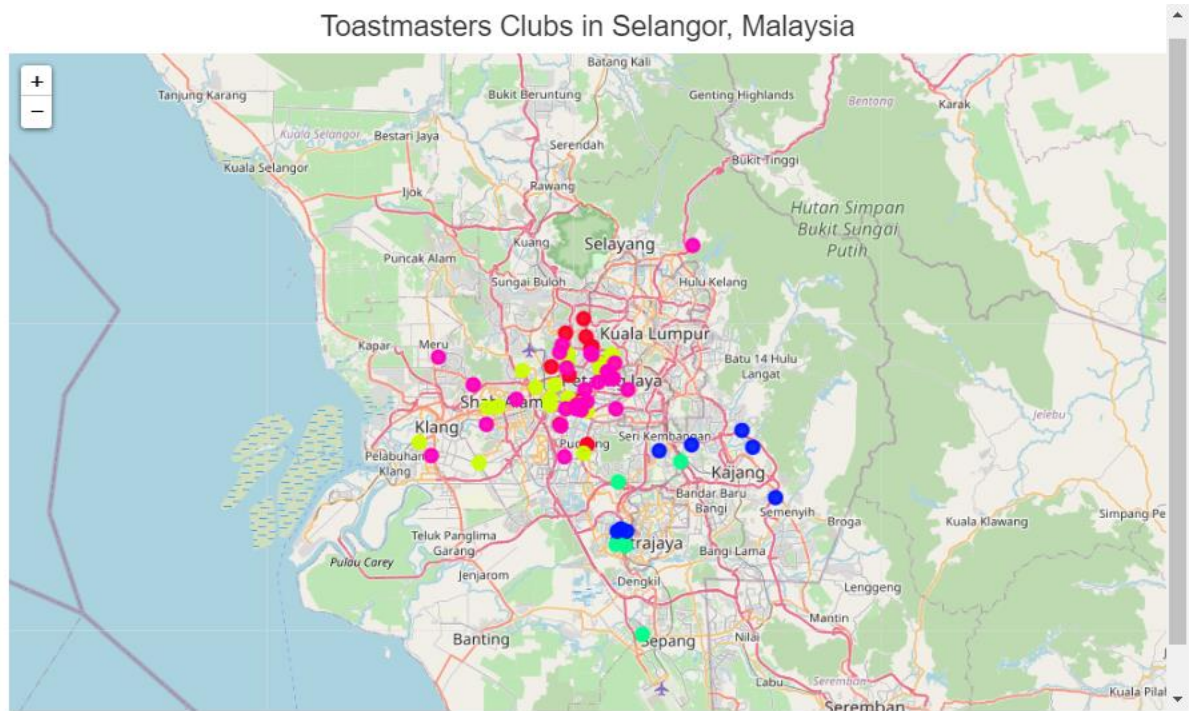 Toastmasters Clubs in Selangor, Malaysia
+
−
Batang Kali
Tanjung Karang
Bukit Beruntung
Genting Highlands
Bentong
Karak
Kuala Selangor
Bestari Jaya
Serendah
Bukit Tinggi
Kuala Selangor
Ijok
Rawang
Hutan Simpan
Bukit Sungai
Putih
Kuang
Selayang
Puncak Alam
Sungai Buloh
Hulu Kelang
Kuala Lumpur
Kapar
Meru
Batu 14 Hulu
Langat
Jaya
Shah Alam
Jelebu
Klang
Seri Kembangan
Pelabuhan
Klang
Kajang
Bandar Baru
Bangi
Semenyih
Broga
Kuala Klawang
Simpang Pe
Teluk Panglima
Garang
trajaya
Bangi Lama
Pulau Carey
Jenjarom
Dengkil
Lenggeng
Mantin
Banting
Sepang
Nilai
Labu
Seremban
Seremban
Kuala Pilah